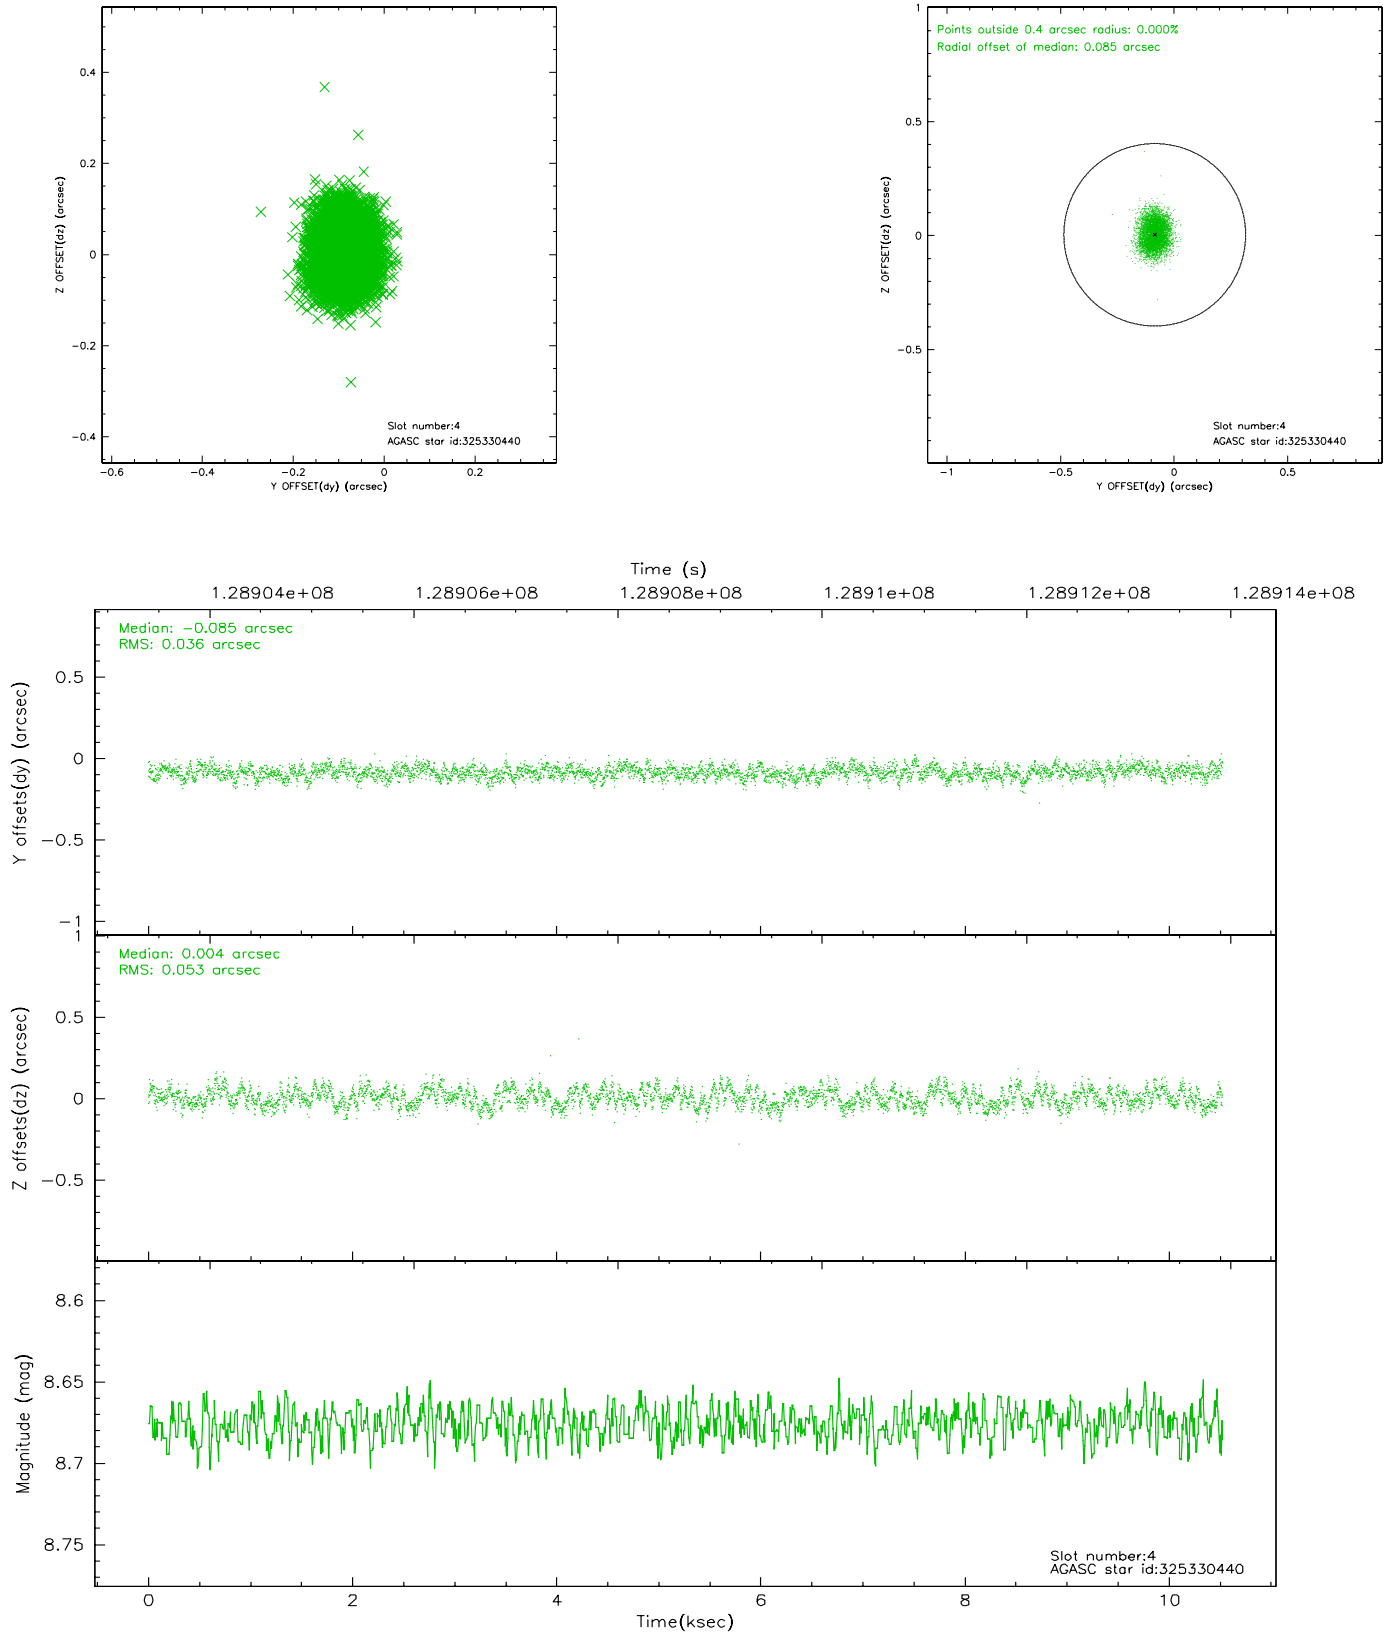 0.4
0.2
0
−0.2
−0.4
Z OFFSET(dz) (arcsec)
Slot number:4
AGASC star id:325330440
−0.6 −0.4 −0.2 0 0.2
Y OFFSET(dy) (arcsec)
Points outside 0.4 arcsec radius: 0.000%
Radial offset of median: 0.085 arcsec
1
0.5
0
−0.5
Z OFFSET(dz) (arcsec)
Slot number:4
AGASC star id:325330440
−1 −0.5 0 0.5
Y OFFSET(dy) (arcsec)
Time (s)
1.28904e+08 1.28906e+08 1.28908e+08 1.2891e+08 1.28912e+08 1.28914e+08
Median: −0.085 arcsec
RMS: 0.036 arcsec
0.5
0
−0.5
−1
Y offsets(dy) (arcsec)
Median: 0.004 arcsec
RMS: 0.053 arcsec
1
0.5
0
−0.5
Z offsets(dz) (arcsec)
8.6
8.65
8.7
8.75
Magnitude (mag)
Slot number:4
AGASC star id:325330440
0 2 4 6 8 10
Time(ksec)